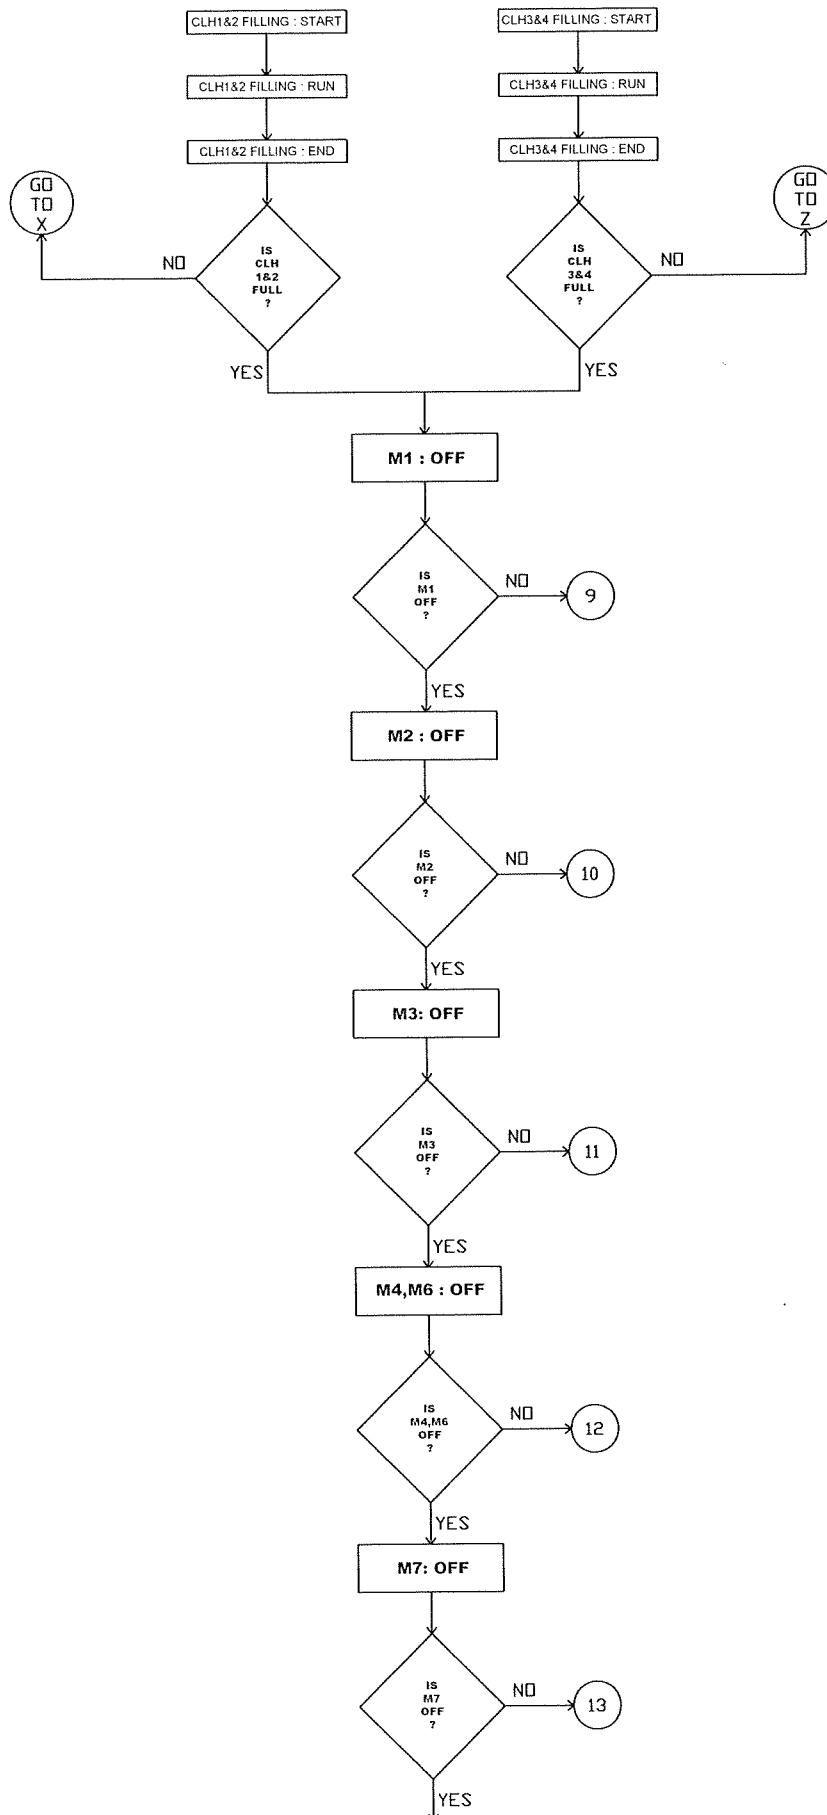 CLH1&2 FILLING : START
CLH3&4 FILLING : START
CLH1&2 FILLING : RUN
CLH3&4 FILLING : RUN
CLH1&2 FILLING : END
CLH3&4 FILLING : END
GO
TO
X
GO
TO
Z
IS
CLH
1&2
FULL
?
NO
YES
IS
CLH
3&4
FULL
?
NO
YES
M1 : OFF
IS
M1
OFF
?
NO
9
YES
M2 : OFF
IS
M2
OFF
?
NO
10
YES
M3: OFF
IS
M3
OFF
?
NO
11
YES
M4,M6 : OFF
IS
M4,M6
OFF
?
NO
12
YES
M7: OFF
IS
M7
OFF
?
NO
13
YES